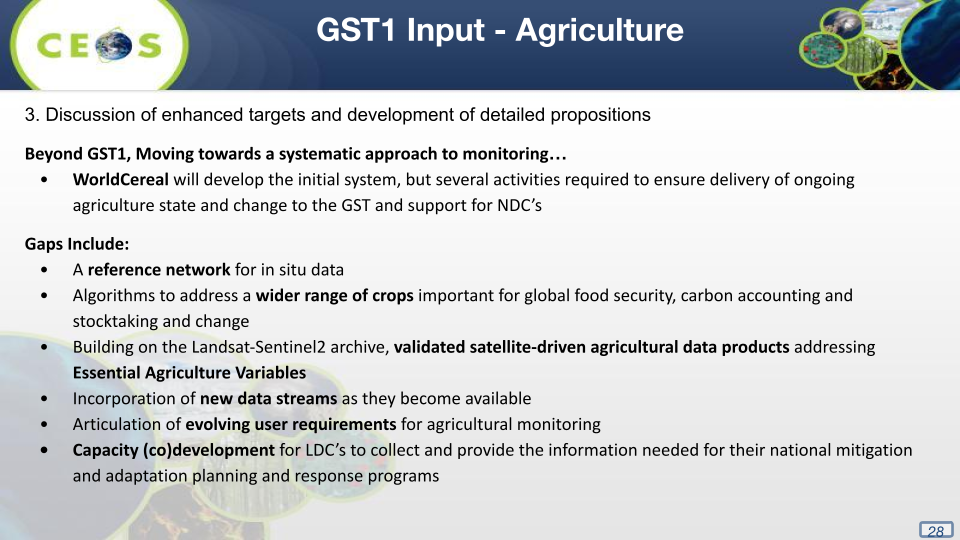 CEOS
GST1 Input - Agriculture
3. Discussion of enhanced targets and development of detailed propositions
Beyond GST1, Moving towards a systematic approach to monitoring…
• WorldCereal will develop the initial system, but several activities required to ensure delivery of ongoing
agriculture state and change to the GST and support for NDC’s
Gaps Include:
• A reference network for in situ data
• Algorithms to address a wider range of crops important for global food security, carbon accounting and
stocktaking and change
• Building on the Landsat-Sentinel2 archive, validated satellite-driven agricultural data products addressing
Essential Agriculture Variables
• Incorporation of new data streams as they become available
• Articulation of evolving user requirements for agricultural monitoring
• Capacity (co)development for LDC’s to collect and provide the information needed for their national mitigation
and adaptation planning and response programs
28